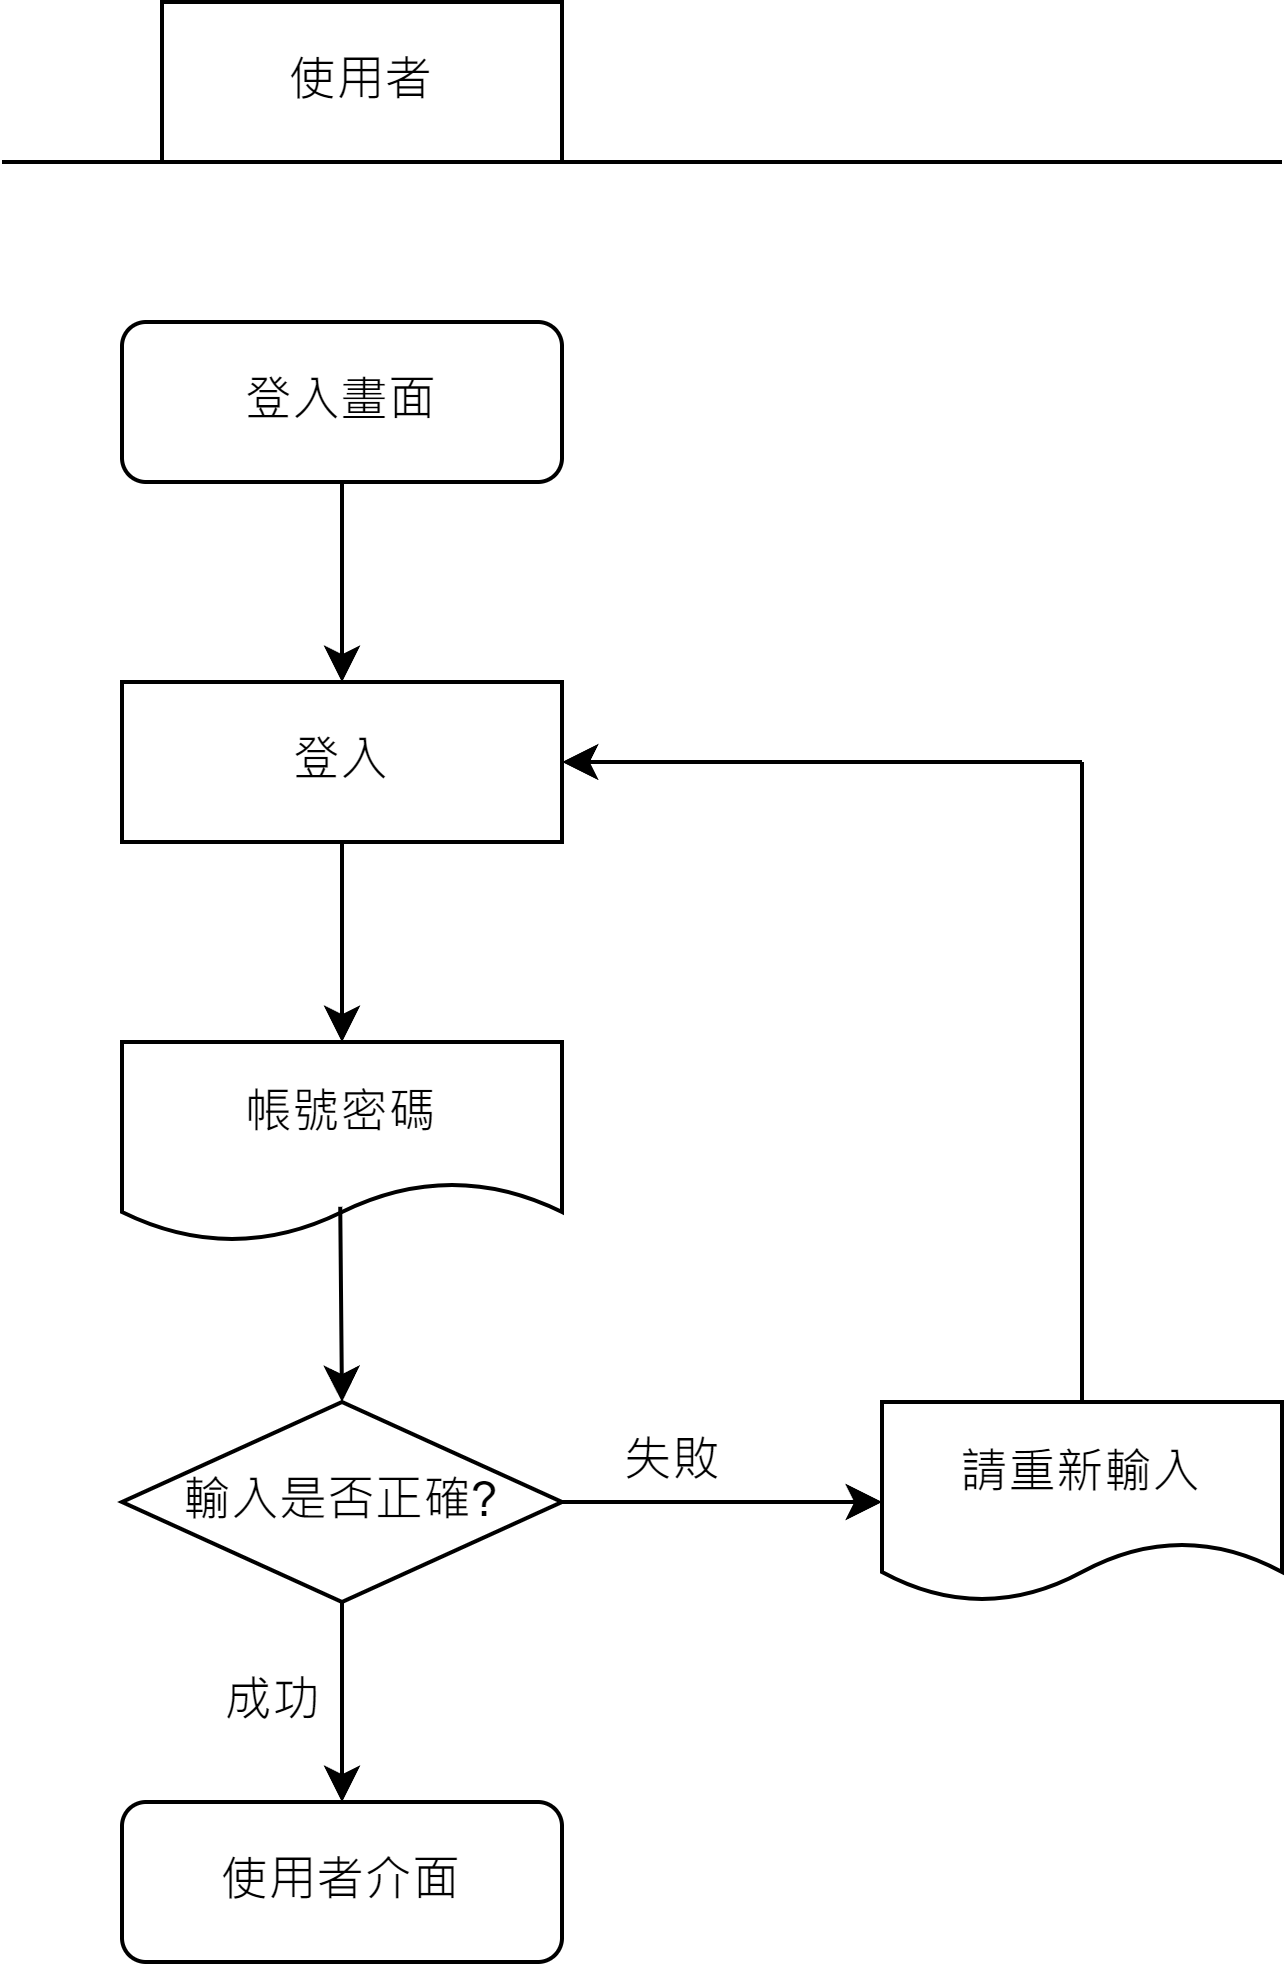 使用者
登入畫面
登入
帳號密碼
輸入是否正確?
失敗
請重新輸入
成功
使用者介面